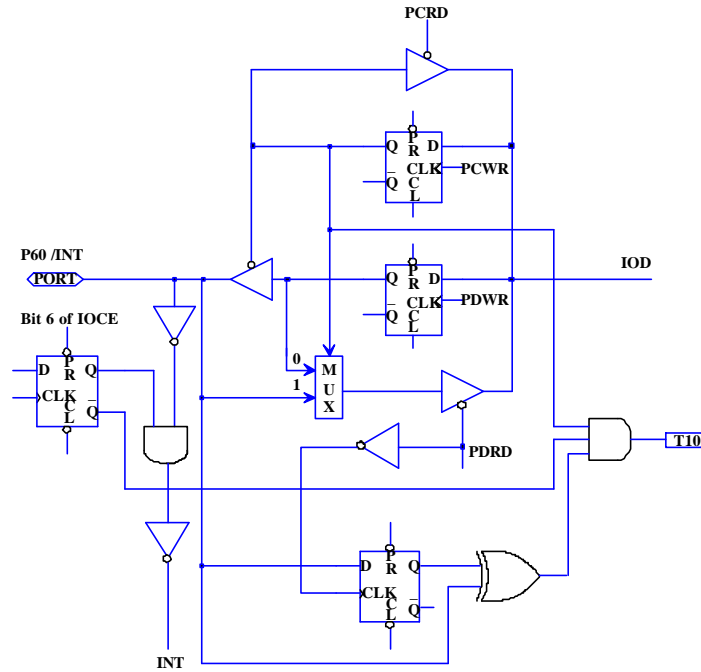 PCRD
P
R
Q
D
CLK
C
L
Q̅
PCWR
P60 /INT
PORT
IOD
P
R
Q
D
CLK
C
L
Q̅
PDWR
Bit 6 of IOCE
P
R
D
Q
CLK
C
L
Q̅
0
1
M
U
X
PDRD
T10
P
R
D
Q
CLK
C
L
Q̅
INT